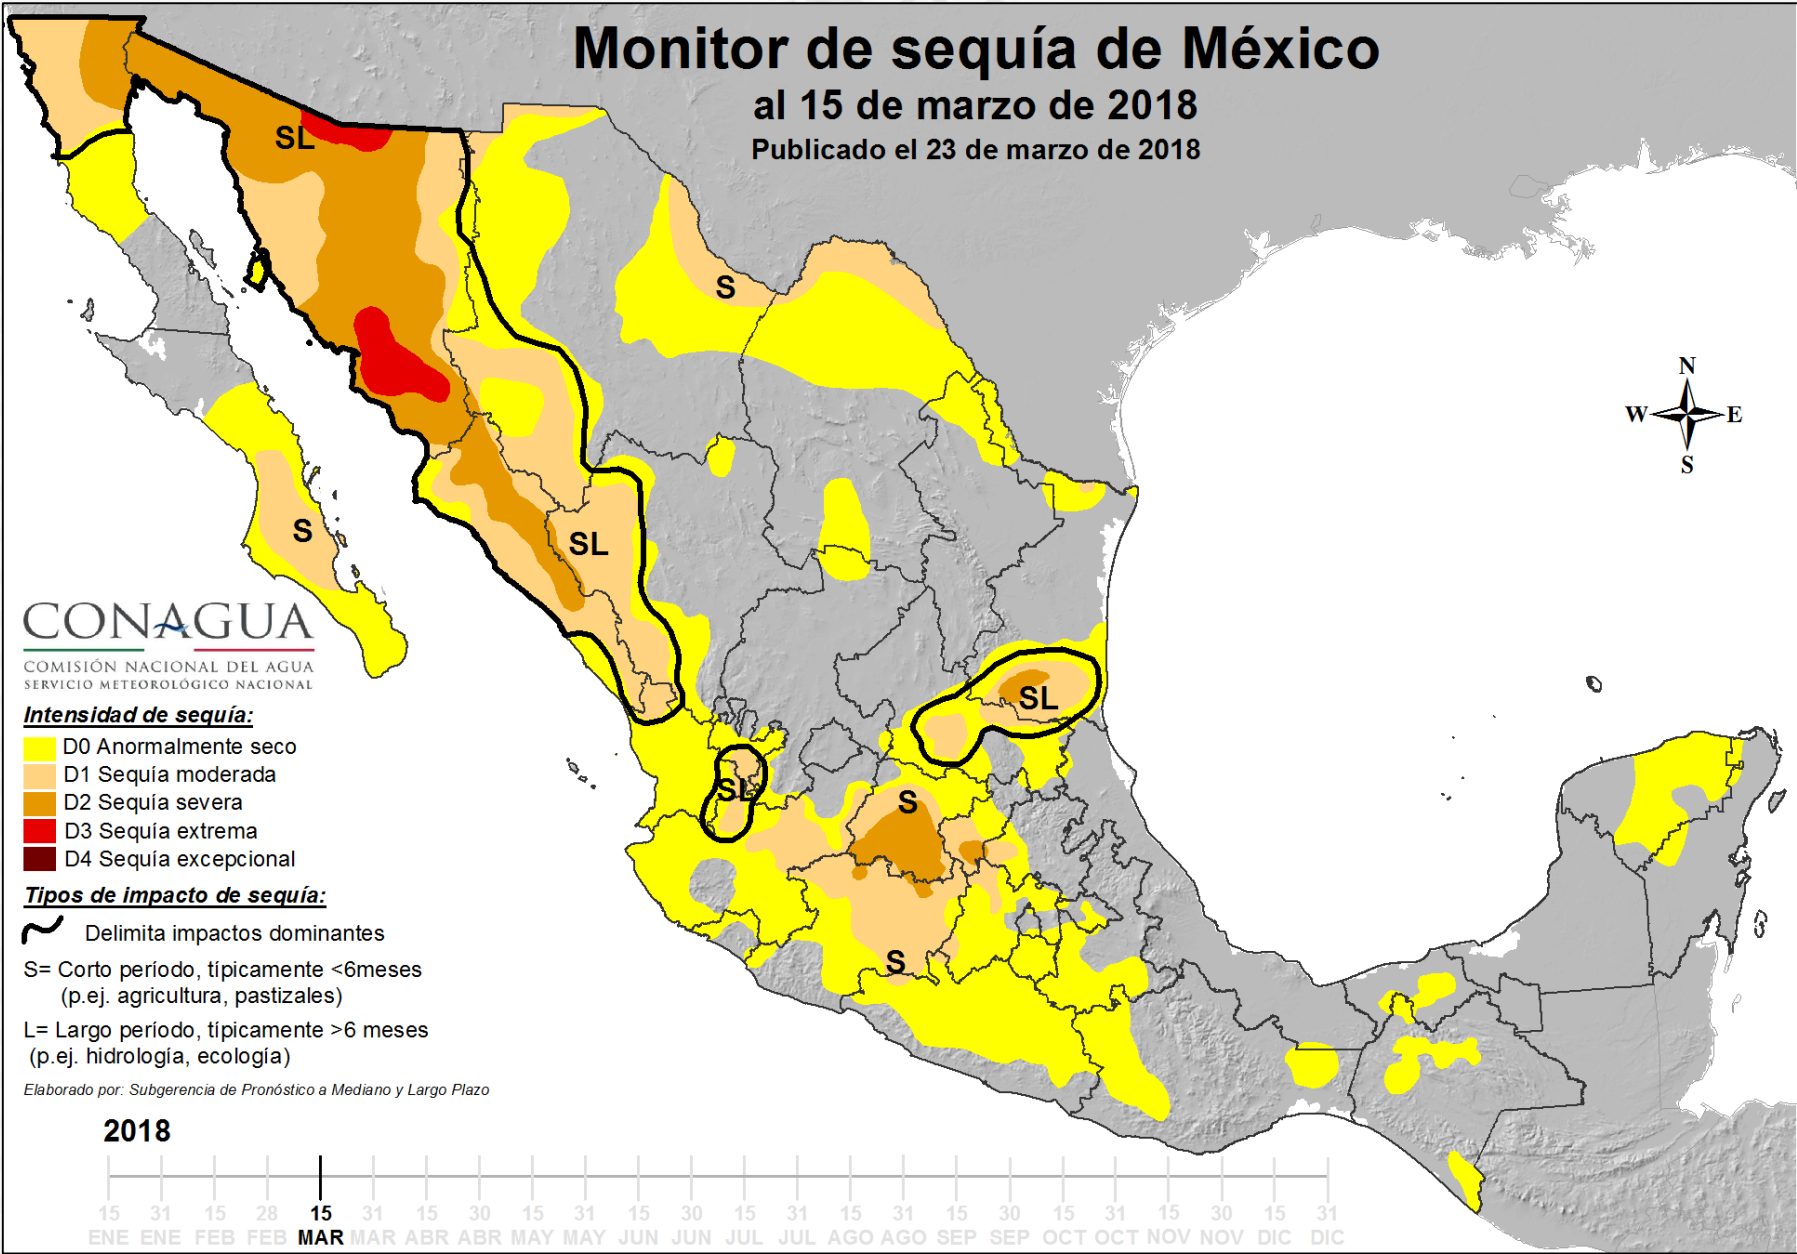 Monitor de sequía de México
al 15 de marzo de 2018
Publicado el 23 de marzo de 2018
SL
S
N
W E
S
S
SL
SL
SL
S
S
CONAGUA
COMISIÓN NACIONAL DEL AGUA
SERVICIO METEOROLÓGICO NACIONAL
Intensidad de sequía:
D0 Anormalmente seco
D1 Sequía moderada
D2 Sequía severa
D3 Sequía extrema
D4 Sequía excepcional
Tipos de impacto de sequía:
Delimita impactos dominantes
S= Corto período, típicamente <6meses
(p.ej. agricultura, pastizales)
L= Largo período, típicamente >6 meses
(p.ej. hidrología, ecología)
Elaborado por: Subgerencia de Pronóstico a Mediano y Largo Plazo
2018
15 31 15 28 15 31 15 30 15 31 15 30 15 31 15 31 15 30 15 31 15 30 15 31
ENE ENE FEB FEB MAR MAR ABR ABR MAY MAY JUN JUN JUL JUL AGO AGO SEP SEP OCT OCT NOV NOV DIC DIC